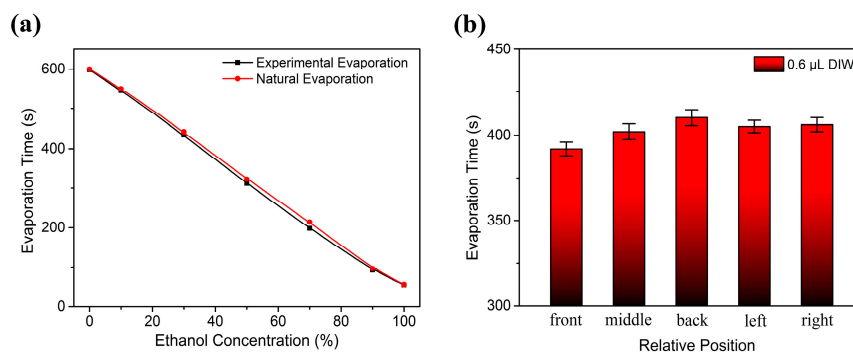 (a)
Experimental Evaporation
Natural Evaporation
600
400
200
0
Evaporation Time (s)
0 20 40 60 80 100
Ethanol Concentration (%)
(b)
0.6 μL DIW
450
400
350
300
Evaporation Time (s)
front middle back left right
Relative Position